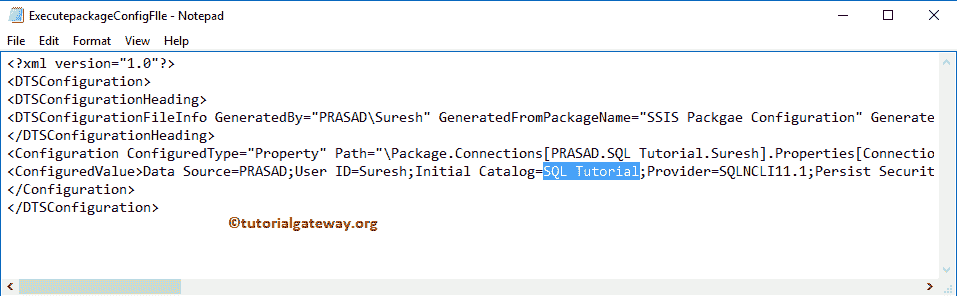 ExecutepackageConfigFIle - Notepad
File Edit Format View Help
<?xml version="1.0"?>
<DTSConfiguration>
<DTSConfigurationHeading>
<DTSConfigurationFileInfo GeneratedBy="PRASAD\Suresh" GeneratedFromPackageName="SSIS Packgae Configuration" Generate
</DTSConfigurationHeading>
<Configuration ConfiguredType="Property" Path="\Package.Connections[PRASAD.SQL Tutorial.Suresh].Properties[Connectio
<ConfiguredValue>Data Source=PRASAD;User ID=Suresh;Initial Catalog=SQL Tutorial;Provider=SQLNCLI11.1;Persist Securit
</Configuration>
</DTSConfiguration>
©tutorialgateway.org